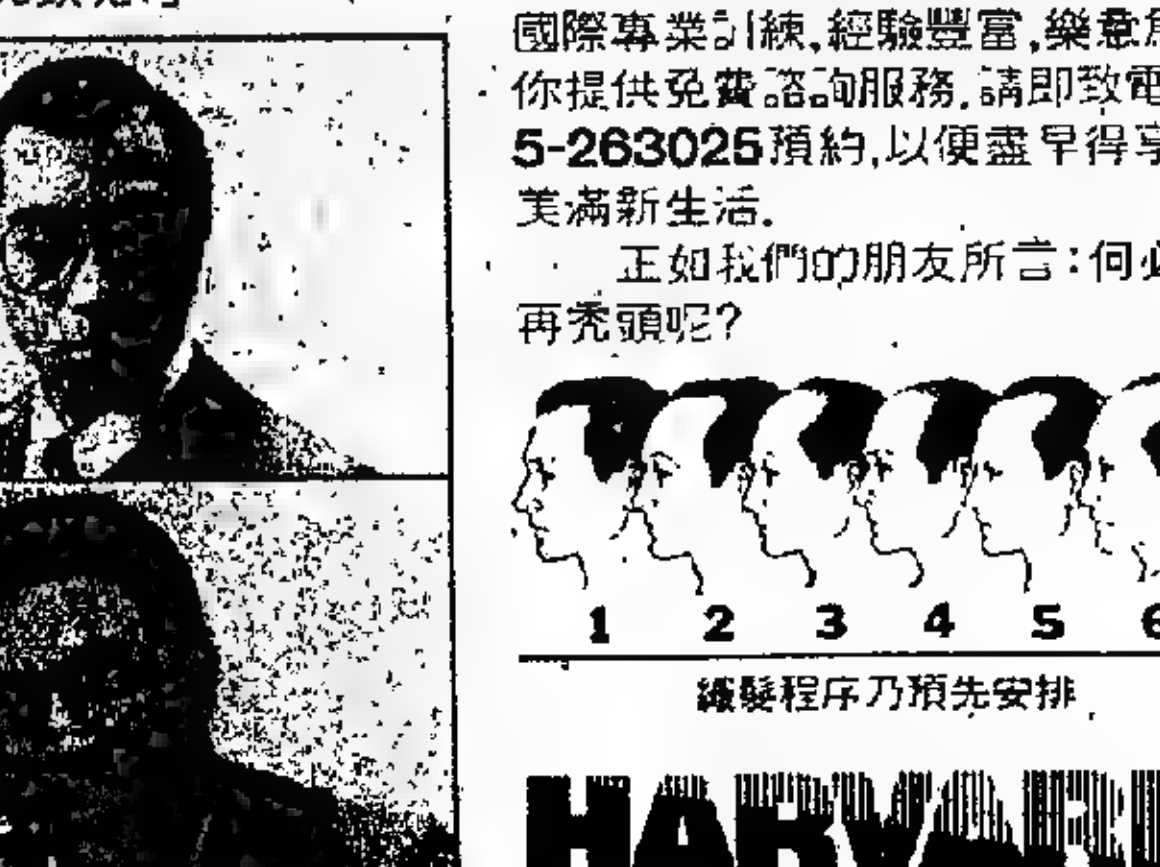 國際專業訓練,經驗豐富,樂意為
你提供免費諮詢服務.請即致電
5-263025預約,以便盡早得享
美滿新生活.
正如我們的朋友所言:何必
再禿頭呢?
1 2 3 4 5 6
織髮程序乃預先安排
HARVARD